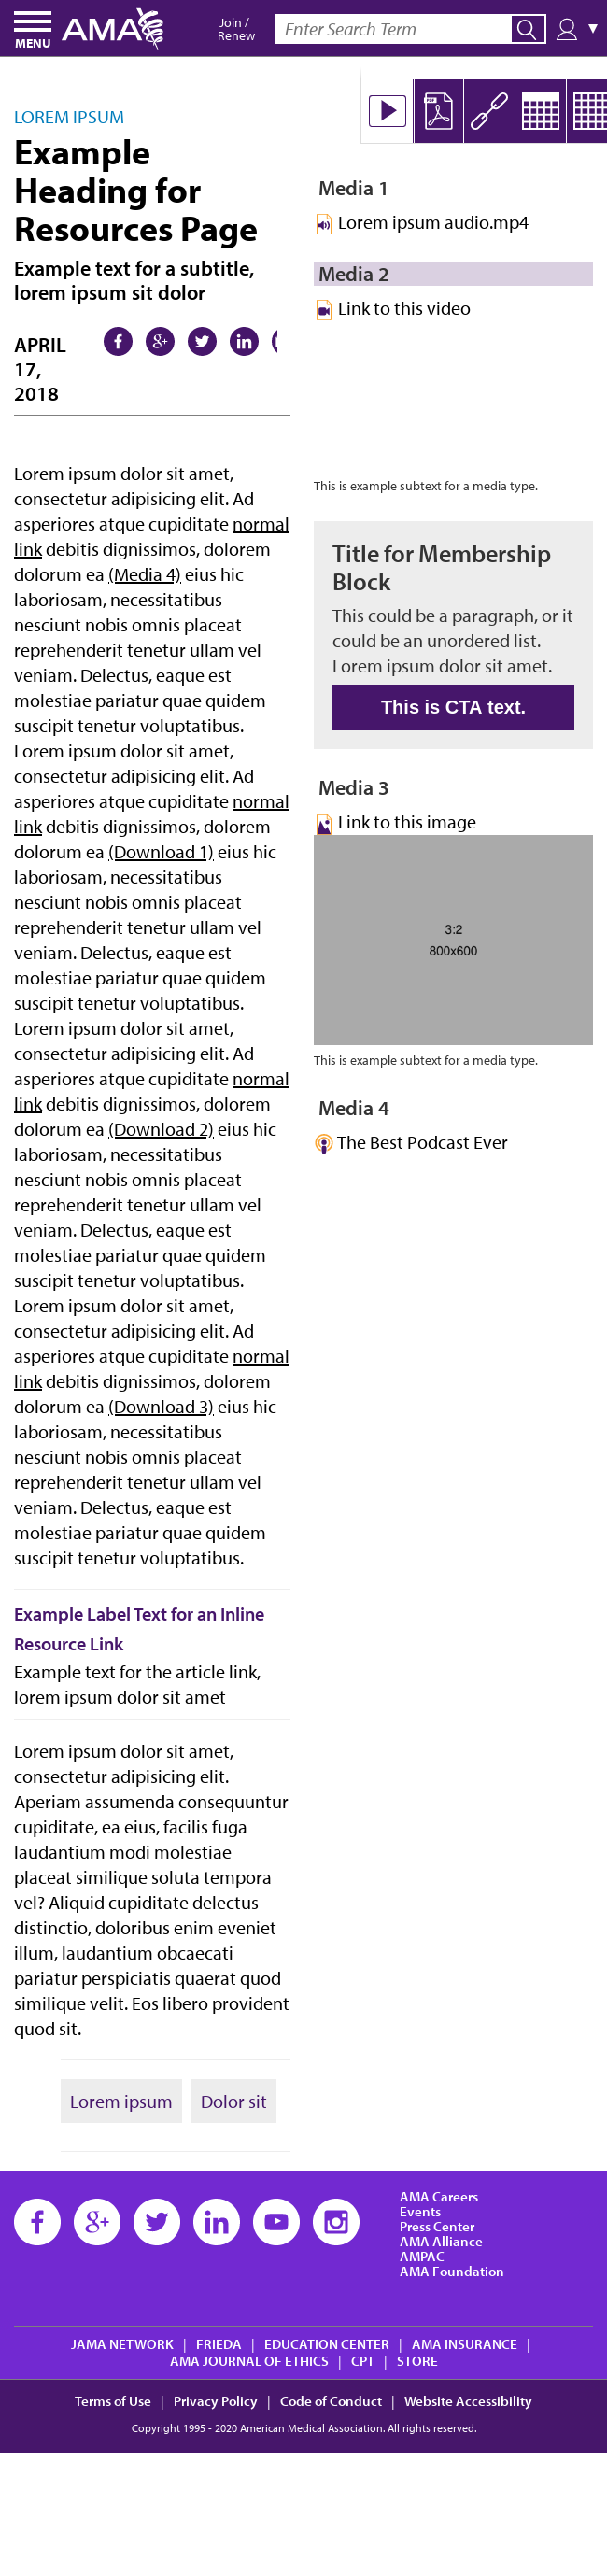 MENU
AMA
Join /
Renew
Enter Search Term
▼
LOREM IPSUM
Example
Heading for
Resources Page
Example text for a subtitle,
lorem ipsum sit dolor
APRIL
17,
2018
Lorem ipsum dolor sit amet,
consectetur adipisicing elit. Ad
asperiores atque cupiditate normal
link debitis dignissimos, dolorem
dolorum ea (Media 4) eius hic
laboriosam, necessitatibus
nesciunt nobis omnis placeat
reprehenderit tenetur ullam vel
veniam. Delectus, eaque est
molestiae pariatur quae quidem
suscipit tenetur voluptatibus.
Lorem ipsum dolor sit amet,
consectetur adipisicing elit. Ad
asperiores atque cupiditate normal
link debitis dignissimos, dolorem
dolorum ea (Download 1) eius hic
laboriosam, necessitatibus
nesciunt nobis omnis placeat
reprehenderit tenetur ullam vel
veniam. Delectus, eaque est
molestiae pariatur quae quidem
suscipit tenetur voluptatibus.
Lorem ipsum dolor sit amet,
consectetur adipisicing elit. Ad
asperiores atque cupiditate normal
link debitis dignissimos, dolorem
dolorum ea (Download 2) eius hic
laboriosam, necessitatibus
nesciunt nobis omnis placeat
reprehenderit tenetur ullam vel
veniam. Delectus, eaque est
molestiae pariatur quae quidem
suscipit tenetur voluptatibus.
Lorem ipsum dolor sit amet,
consectetur adipisicing elit. Ad
asperiores atque cupiditate normal
link debitis dignissimos, dolorem
dolorum ea (Download 3) eius hic
laboriosam, necessitatibus
nesciunt nobis omnis placeat
reprehenderit tenetur ullam vel
veniam. Delectus, eaque est
molestiae pariatur quae quidem
suscipit tenetur voluptatibus.
Example Label Text for an Inline
Resource Link
Example text for the article link,
lorem ipsum dolor sit amet
Lorem ipsum dolor sit amet,
consectetur adipisicing elit.
Aperiam assumenda consequuntur
culpa, ea eius, facilis fuga
laudantium modi molestiae
placeat similique soluta tempora
vel? Aliquid cupiditate delectus
distinctio, doloribus enim eveniet
illum, laudantium obcaecati
pariatur perspiciatis quaerat quod
similique velit. Eos libero provident
quod sit.
Lorem ipsum
Dolor sit
PDF
Media 1
Lorem ipsum audio.mp4
Media 2
Link to this video
This is example subtext for a media type.
Title for Membership
Block
This could be a paragraph, or it
could be an unordered list.
Lorem ipsum dolor sit amet.
This is CTA text.
Media 3
Link to this image
3:2
800x600
This is example subtext for a media type.
Media 4
The Best Podcast Ever
AMA Careers
Events
Press Center
AMA Alliance
AMPAC
AMA Foundation
JAMA NETWORK | FRIEDA | EDUCATION CENTER | AMA INSURANCE |
AMA JOURNAL OF ETHICS | CPT | STORE
Terms of Use | Privacy Policy | Code of Conduct | Website Accessibility
Copyright 1995 - 2020 American Medical Association. All rights reserved.